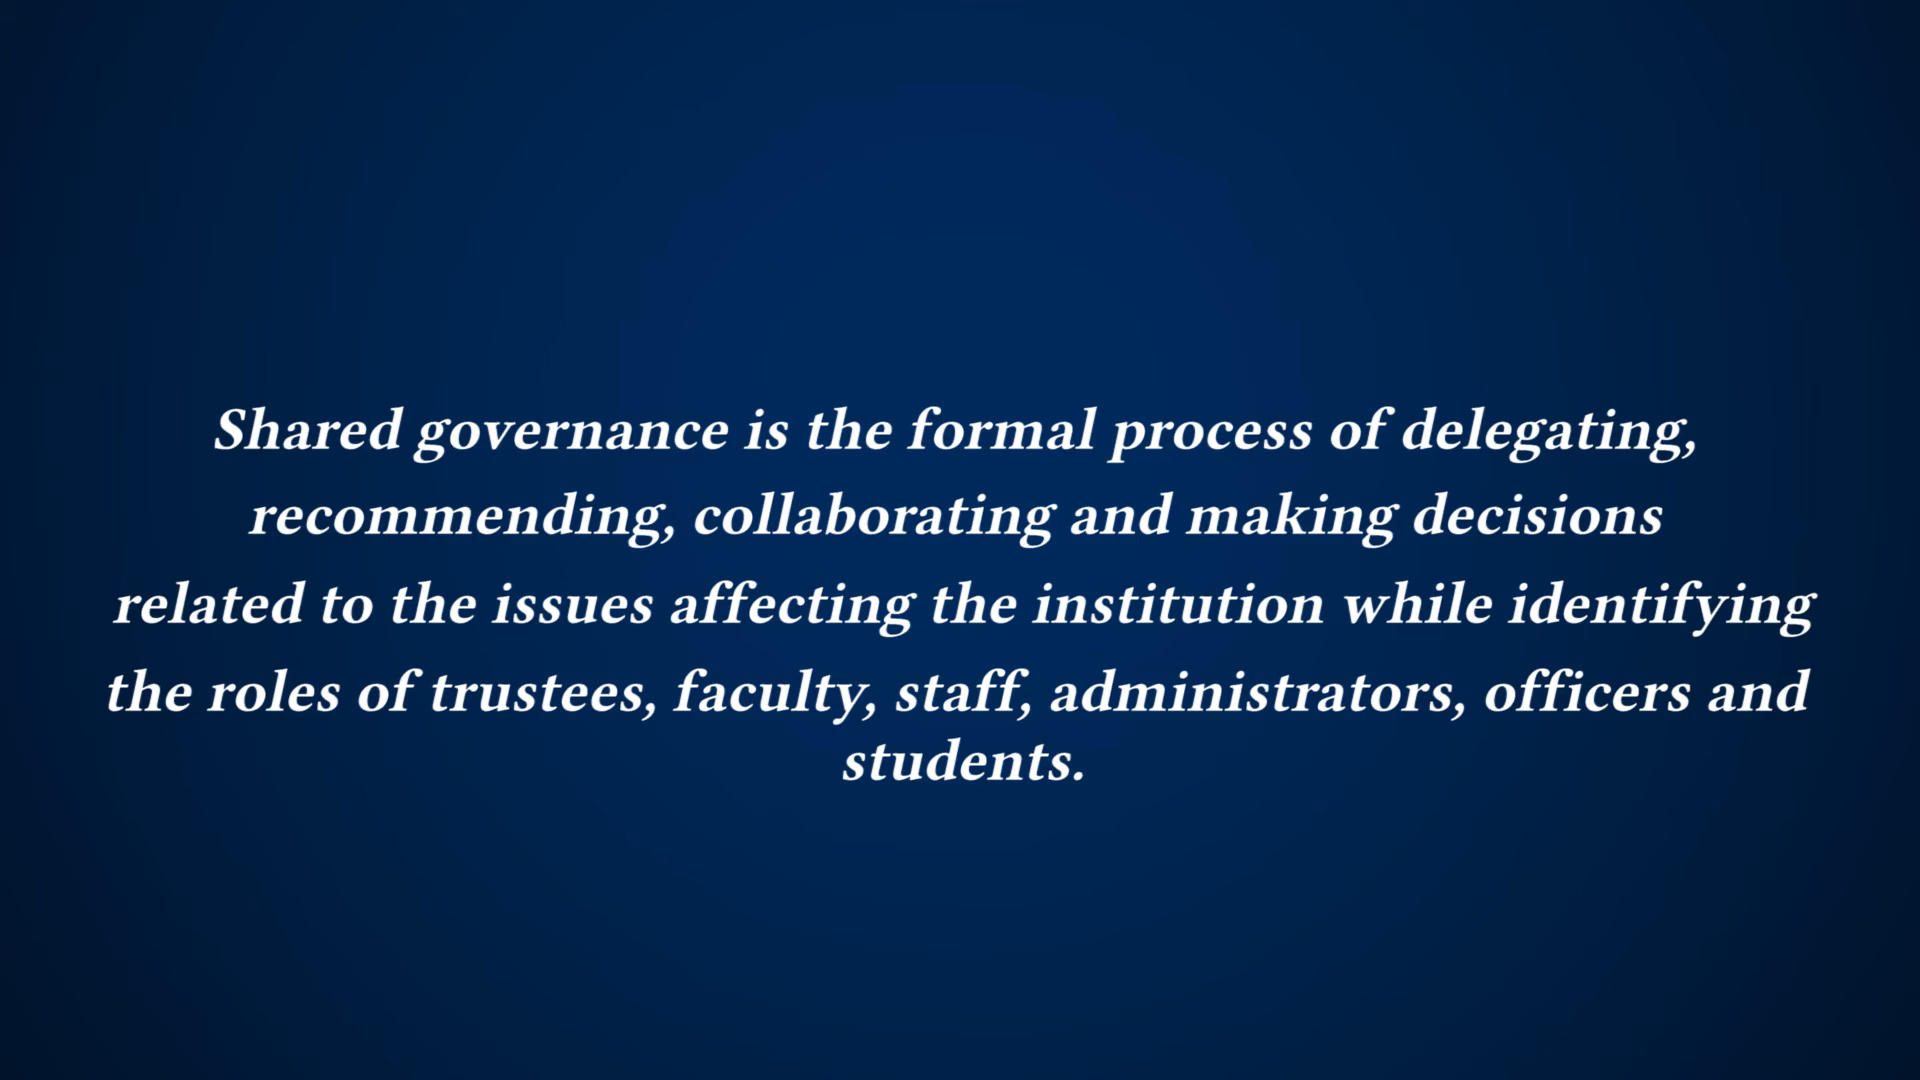 Shared governance is the formal process of delegating,
recommending, collaborating and making decisions
related to the issues affecting the institution while identifying
the roles of trustees, faculty, staff, administrators, officers and
students.